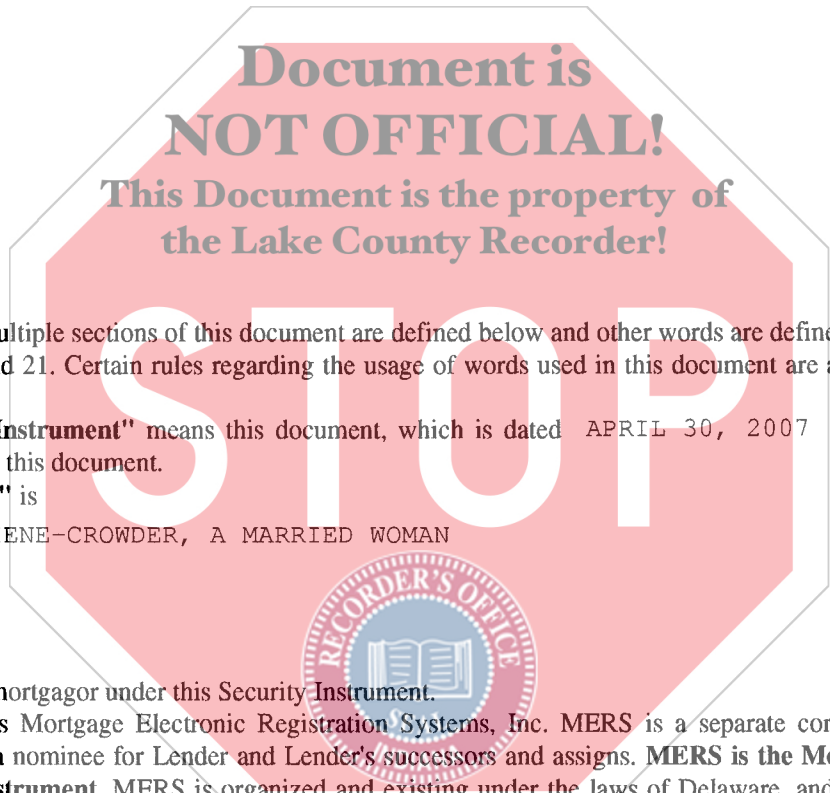 Document is
NOT OFFICIAL!
This Document is the property of
the Lake County Recorder!
ultiple sections of this document are defined below and other words are define
d 21. Certain rules regarding the usage of words used in this document are a
STOP
Instrument" means this document, which is dated APRIL 30, 2007
this document.
" is
ENE-CROWDER, A MARRIED WOMAN
RECORDER'S OFFICE
SEAL
INDIANA
mortgagor under this Security Instrument.
s Mortgage Electronic Registration Systems, Inc. MERS is a separate cor
nominee for Lender and Lender's successors and assigns. MERS is the Mo
strument. MERS is organized and existing under the laws of Delaware, and